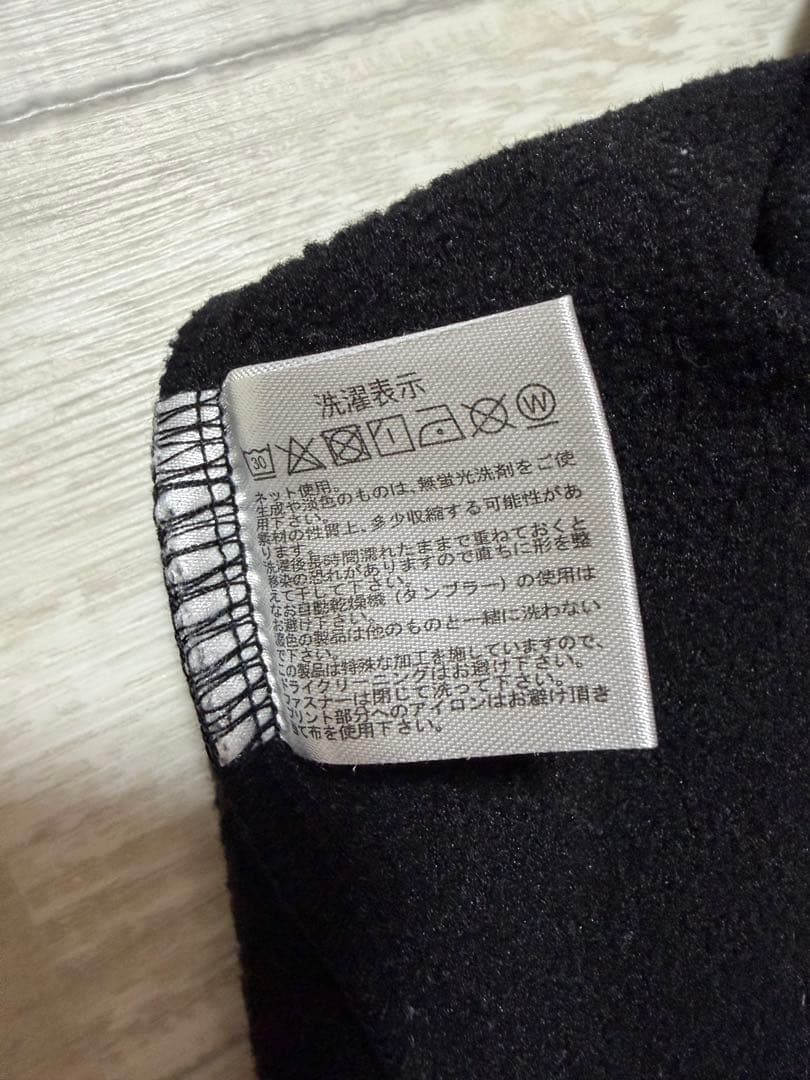 洗濯表示
30 W
ネット使用
生成や淡色のものは、無蛍光洗剤をご使
用下さい。
素材の性質上、多少収縮する可能性があ
ります。
洗濯後長時間濡れたままで重ねておくと
移染の恐れがありますので直ちに形を整
えて干して下さい。
なお自動乾燥機(タンブラー)の使用は
お避け下さい。
濃色の製品は他のものと一緒に洗わない
で下さい。
この製品は特殊な加工を施していますので、
ドライクリーニングはお避け下さい。
ファスナーは閉じて洗って下さい。
プリント部分へのアイロンはお避け頂き
当て布を使用下さい。